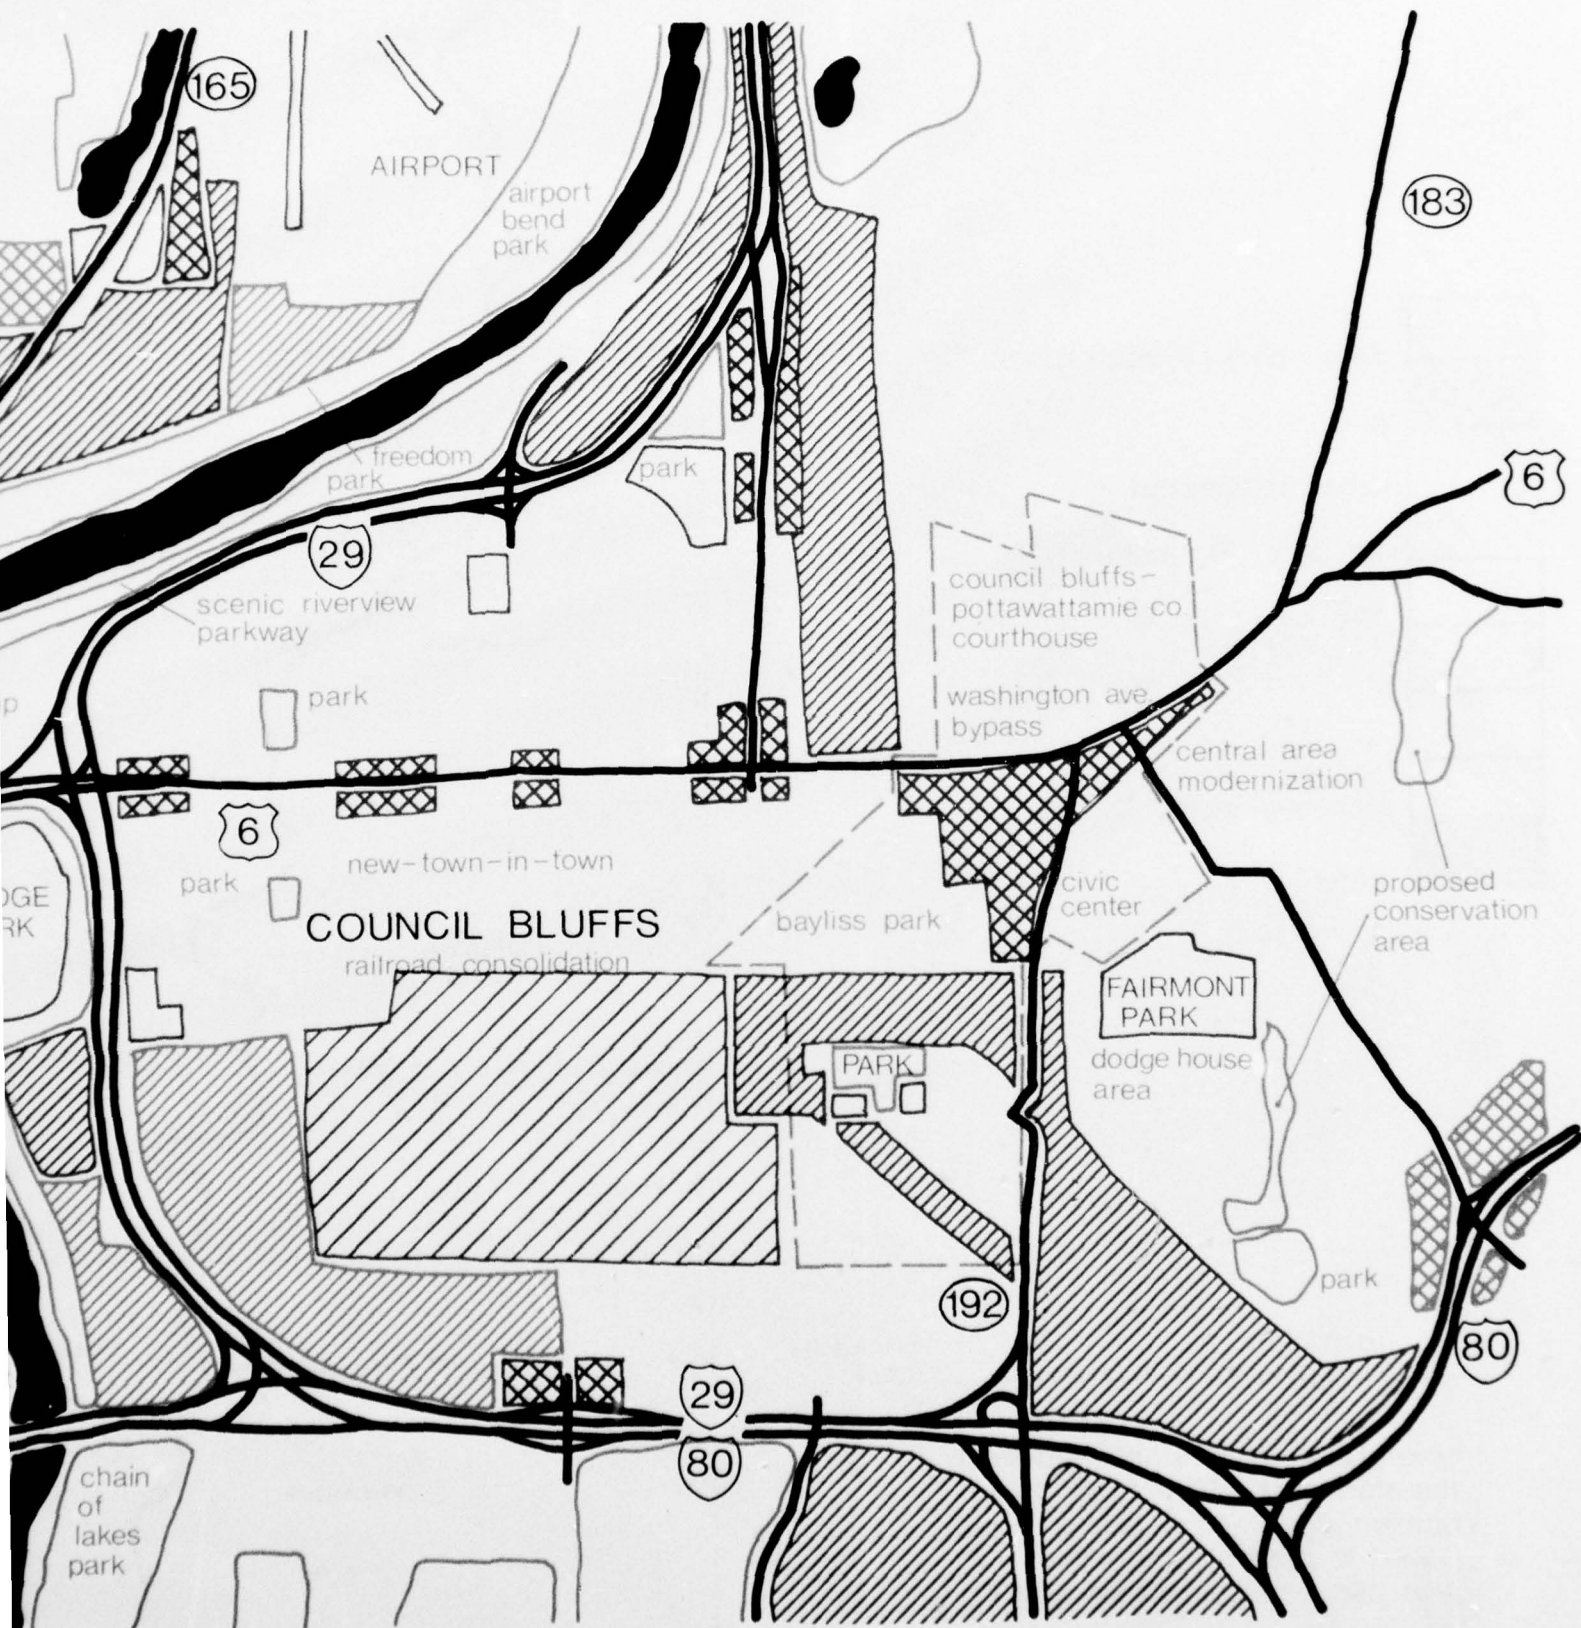 165
AIRPORT
airport
bend
park
183
6
freedom
park
park
29
council bluffs-
pottawattamie co.
courthouse
scenic riverview
parkway
park
washington ave.
bypass
central area
modernization
6
new-town-in-town
park
civic
center
proposed
conservation
area
COUNCIL BLUFFS
bayliss park
railroad consolidation
FAIRMONT
PARK
PARK
dodge house
area
park
192
80
29
80
chain
of
lakes
park